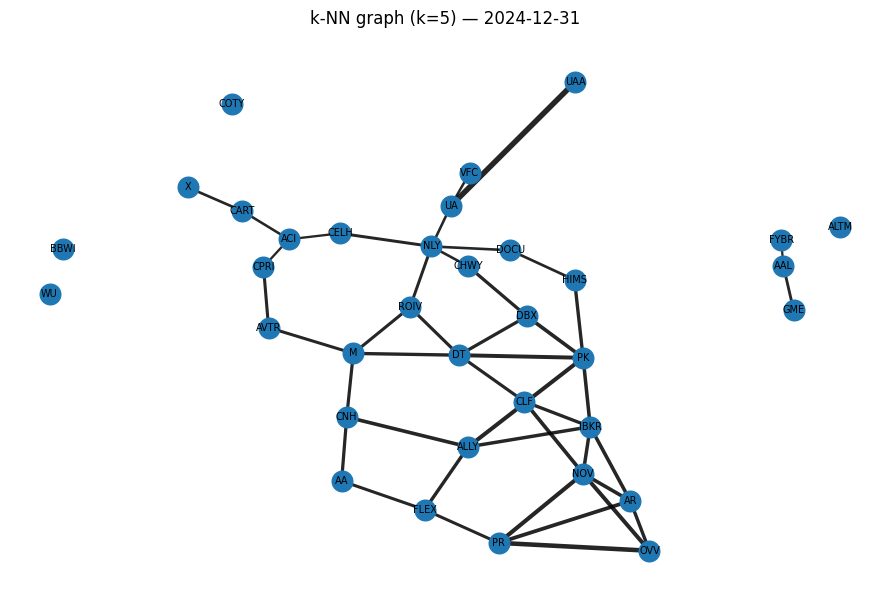 k-NN graph (k=5) — 2024-12-31
UAA
COTY
VFC
X
UA
CART
ALTM
CELH
ACI
FYBR
NLY
BBWI
DOCU
CHWY
AAL
CPRI
HIMS
WU
ROIV
GME
DBX
AVTR
M
DT
PK
CLF
CNH
BKR
ALLY
NOV
AA
AR
FLEX
PR
OVV